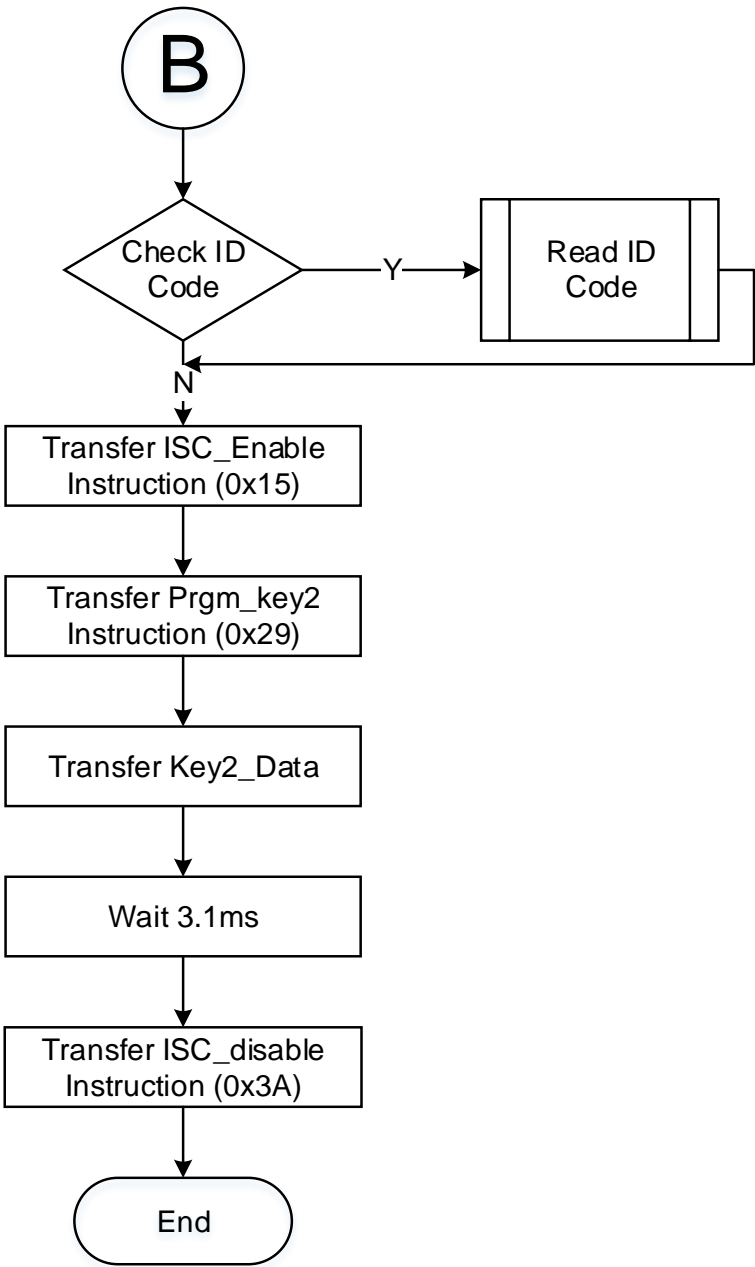 B
Check ID
Code
Y
Read ID
Code
N
Transfer ISC_Enable
Instruction (0x15)
Transfer Prgm_key2
Instruction (0x29)
Transfer Key2_Data
Wait 3.1ms
Transfer ISC_disable
Instruction (0x3A)
End